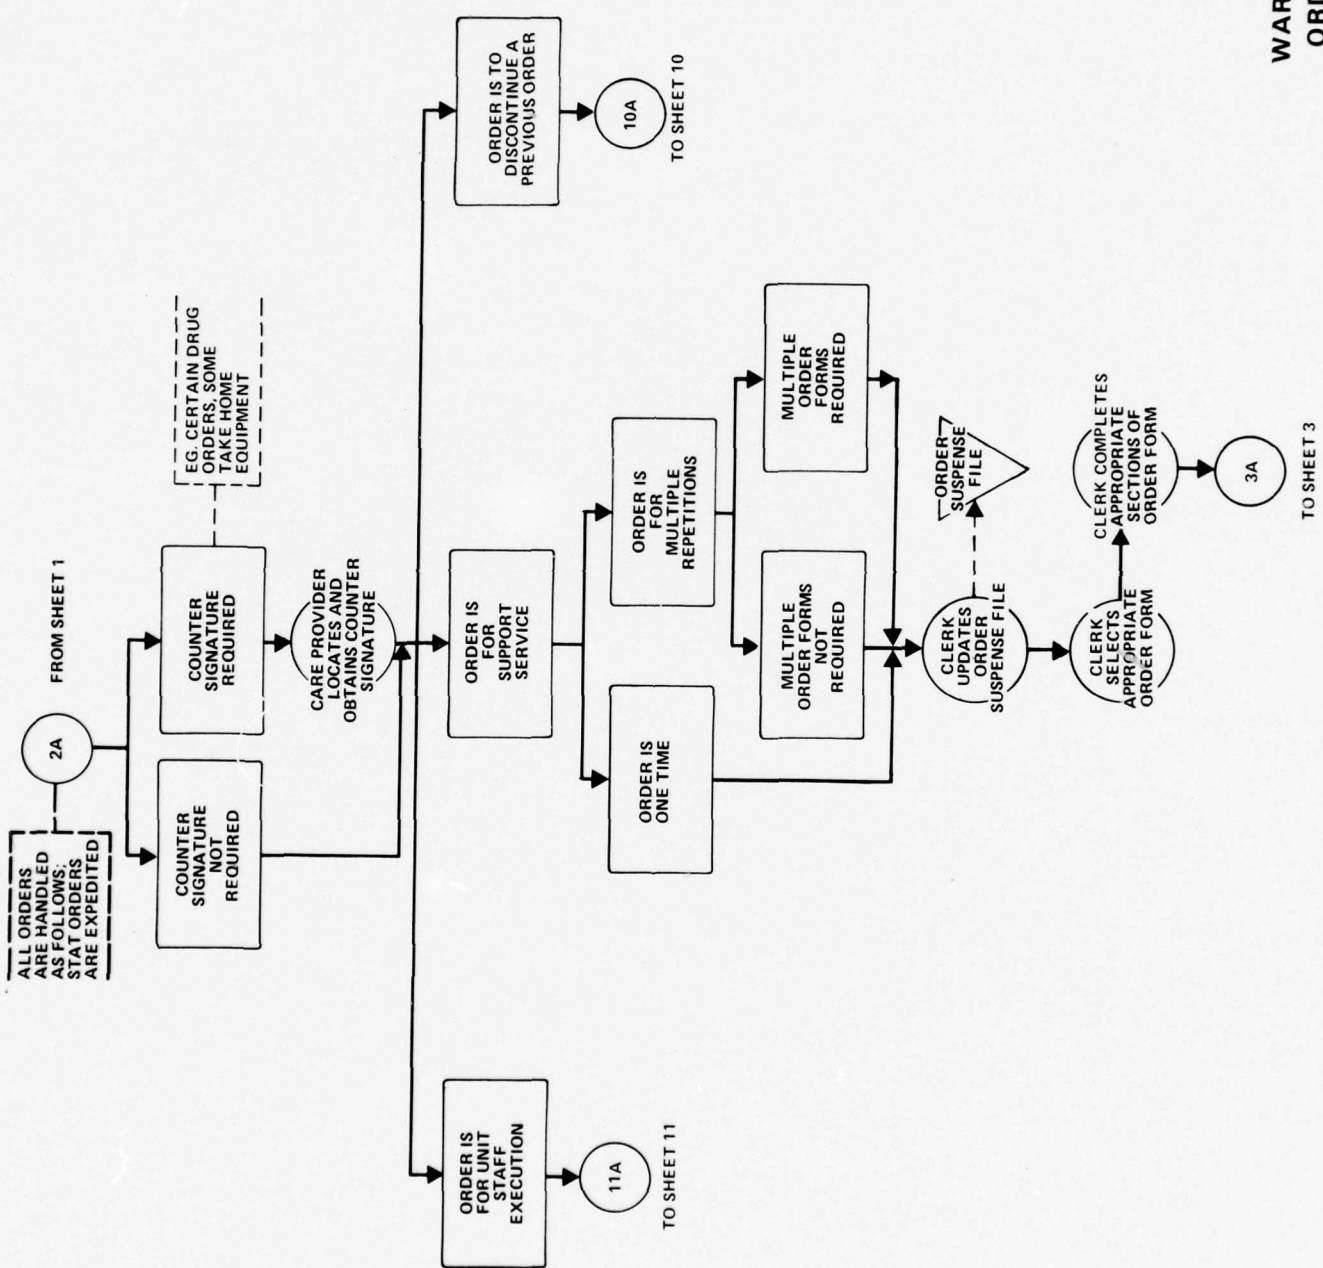 ALL ORDERS
ARE HANDLED
AS FOLLOWS;
STAT ORDERS
ARE EXPEDITED
2A
FROM SHEET 1
COUNTER
SIGNATURE
NOT
REQUIRED
COUNTER
SIGNATURE
REQUIRED
EG. CERTAIN DRUG
ORDERS, SOME
TAKE HOME
EQUIPMENT
CARE PROVIDER
LOCATES AND
OBTAINS COUNTER
SIGNATURE
ORDER IS
FOR UNIT
STAFF
EXECUTION
11A
TO SHEET 11
ORDER IS
FOR
SUPPORT
SERVICE
ORDER IS TO
DISCONTINUE A
PREVIOUS ORDER
10A
TO SHEET 10
ORDER IS
ONE TIME
ORDER IS
FOR
MULTIPLE
REPETITIONS
MULTIPLE
ORDER FORMS
NOT
REQUIRED
MULTIPLE
ORDER
FORMS
REQUIRED
CLERK
UPDATES
ORDER
SUSPENSE FILE
ORDER
SUSPENSE
FILE
CLERK
SELECTS
APPROPRIATE
ORDER FORM
CLERK COMPLETES
APPROPRIATE
SECTIONS OF
ORDER FORM
3A
TO SHEET 3